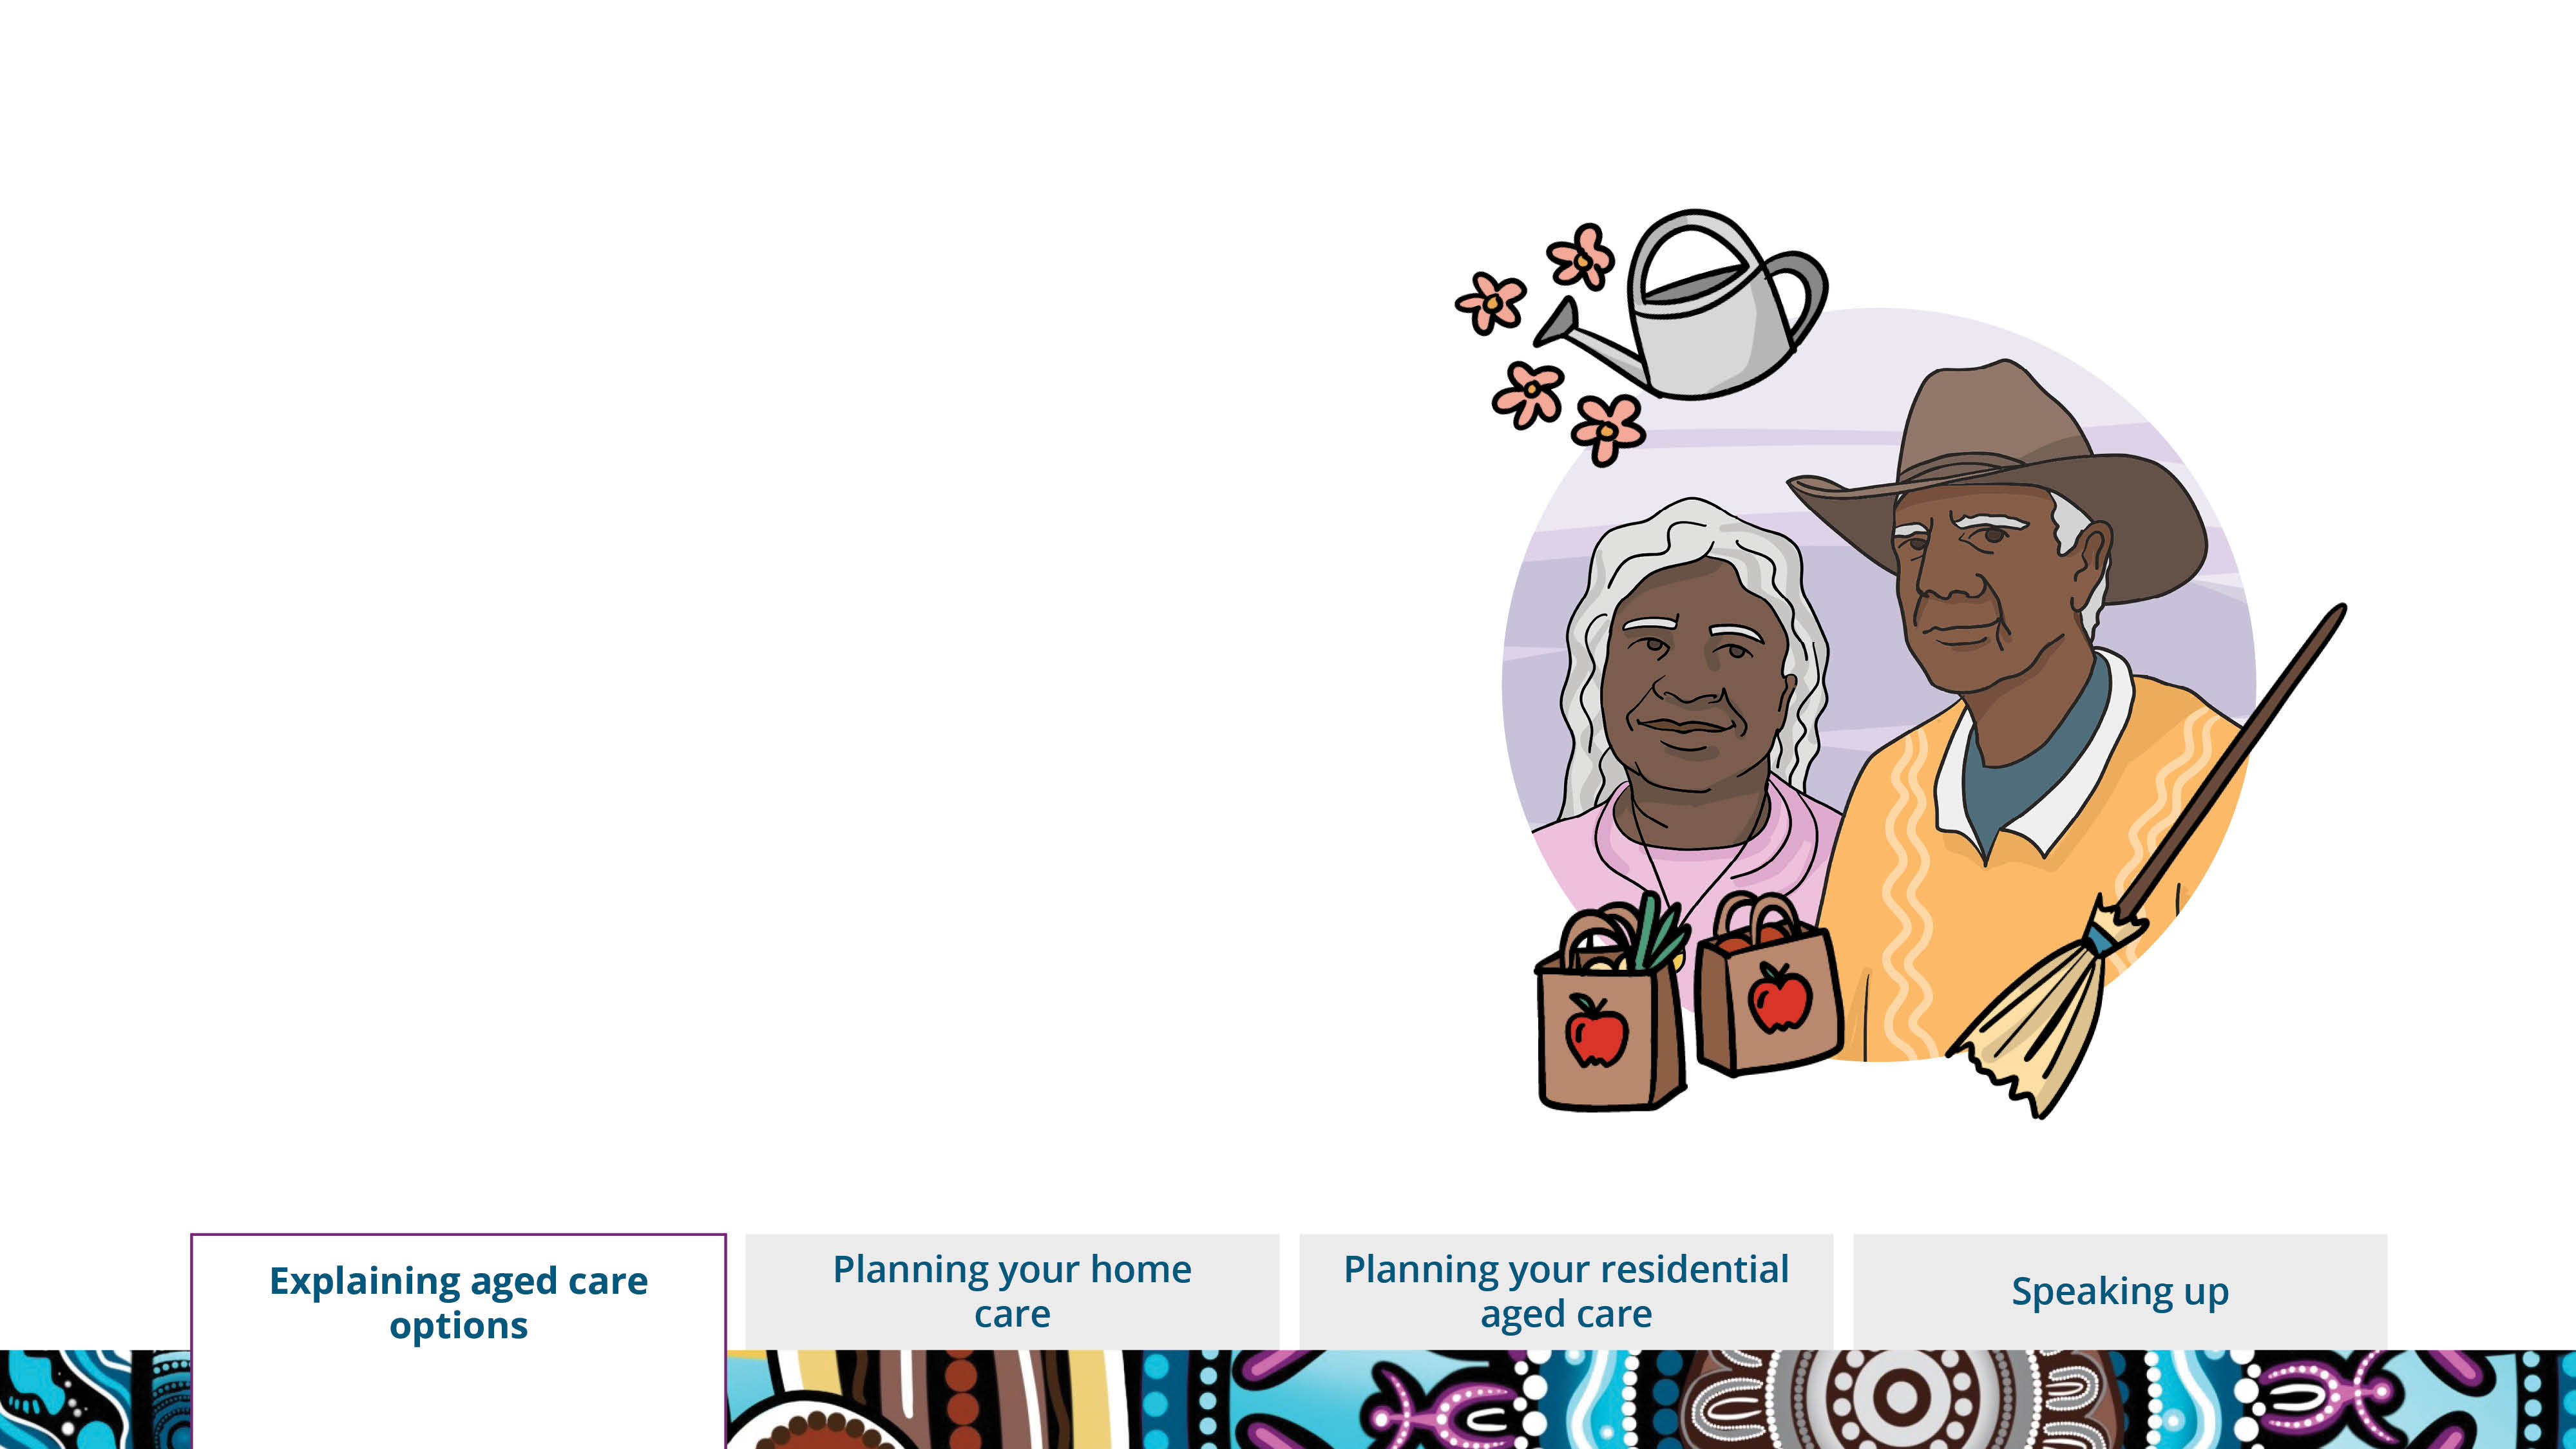 Explaining aged care
options
Planning your home
care
Planning your residential
aged care
Speaking up